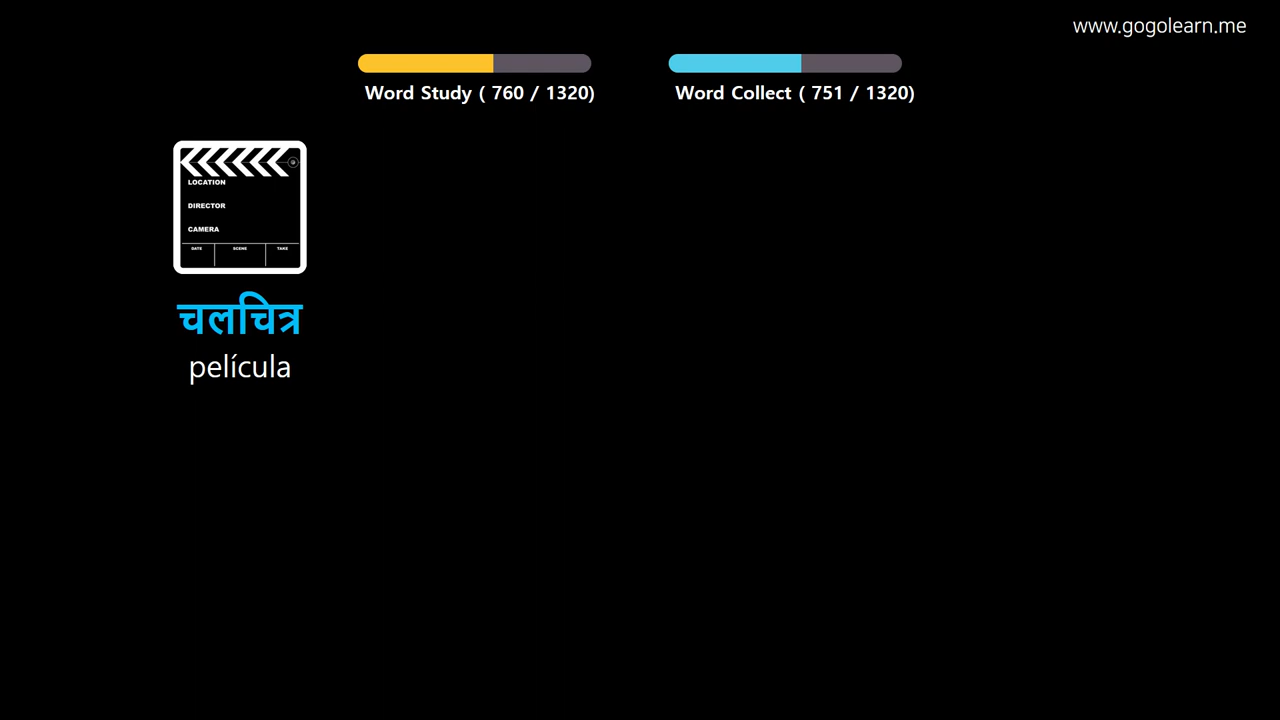 www.gogolearn.me
Word Study ( 760 / 1320)
Word Collect ( 751 / 1320)
LOCATION
DIRECTOR
CAMERA
DATE SCENE TAKE
चलचित्र
película